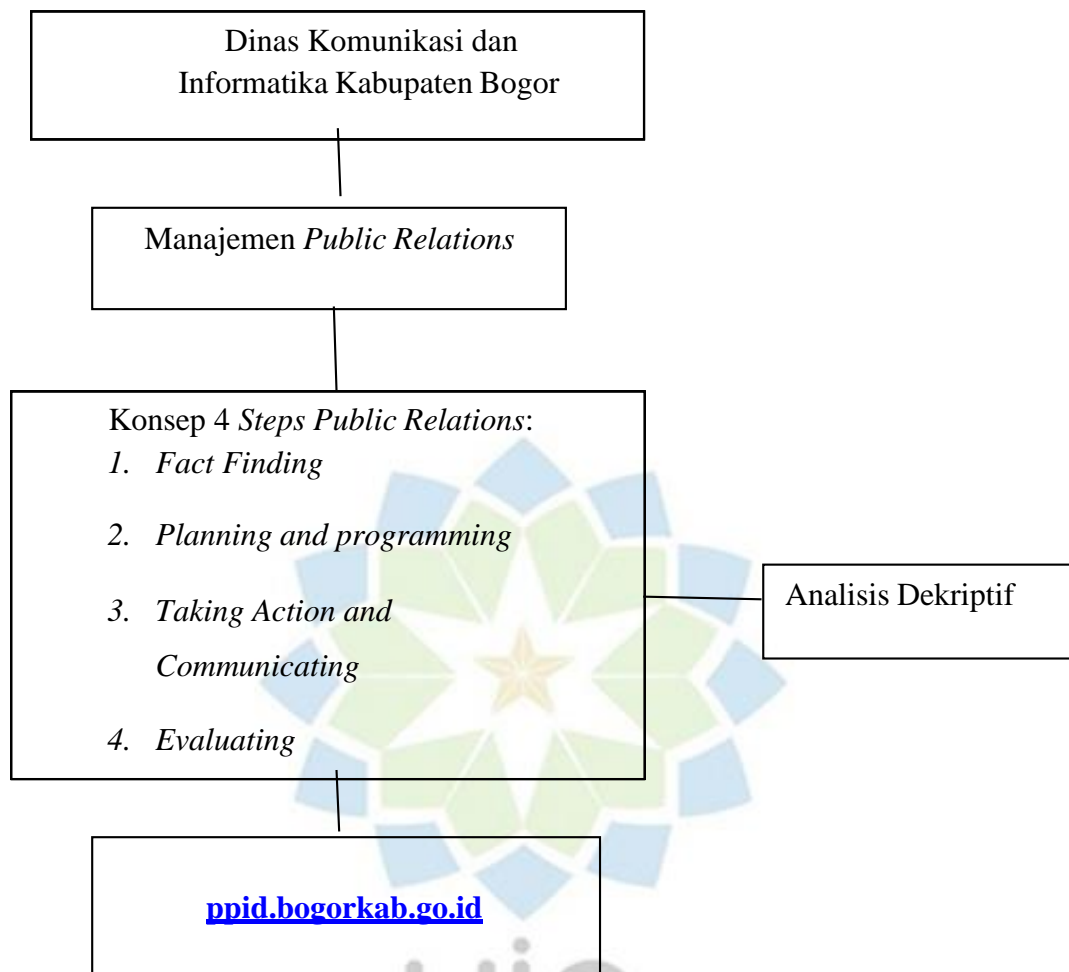 Dinas Komunikasi dan
Informatika Kabupaten Bogor
Manajemen Public Relations
Konsep 4 Steps Public Relations:
1. Fact Finding
2. Planning and programming
3. Taking Action and
Communicating
4. Evaluating
Analisis Dekriptif
ppid.bogorkab.go.id